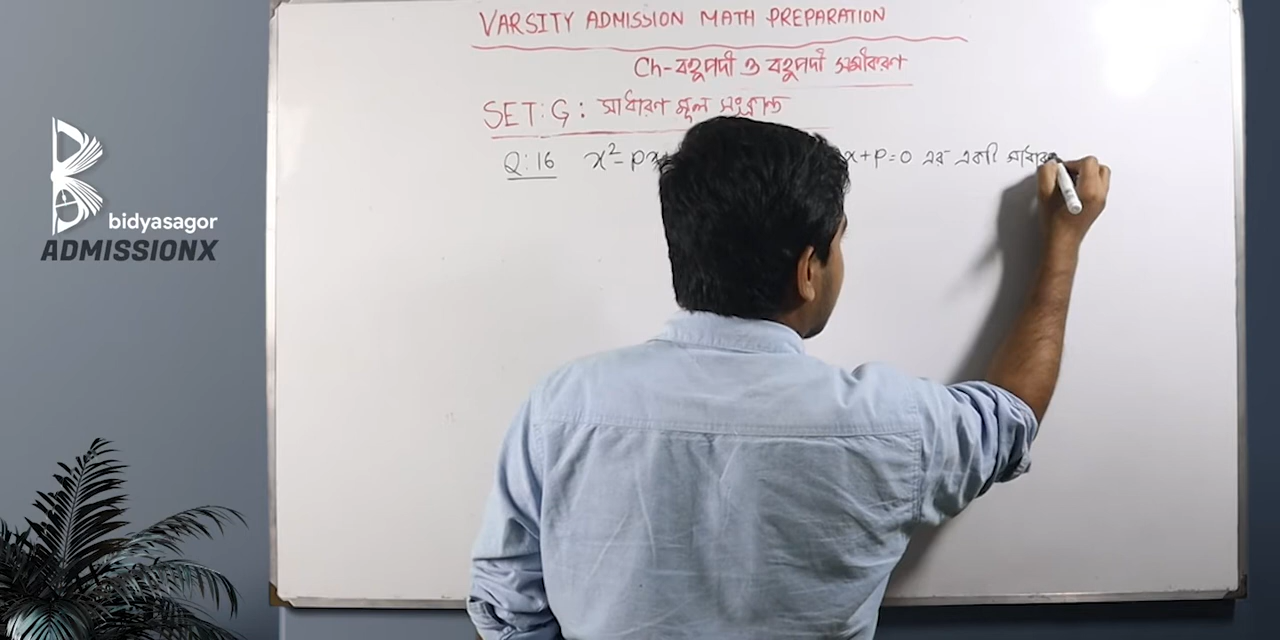 VARSITY ADMISSION MATH PREPARATION
Ch-বহুপদী ও বহুপদী সমীকরণ
SET: G: সাধারণ মূল সংক্রান্ত
Q: 16 x² - px x + p = 0 এর একটি সাধারণ
bidyasagor
ADMISSIONX